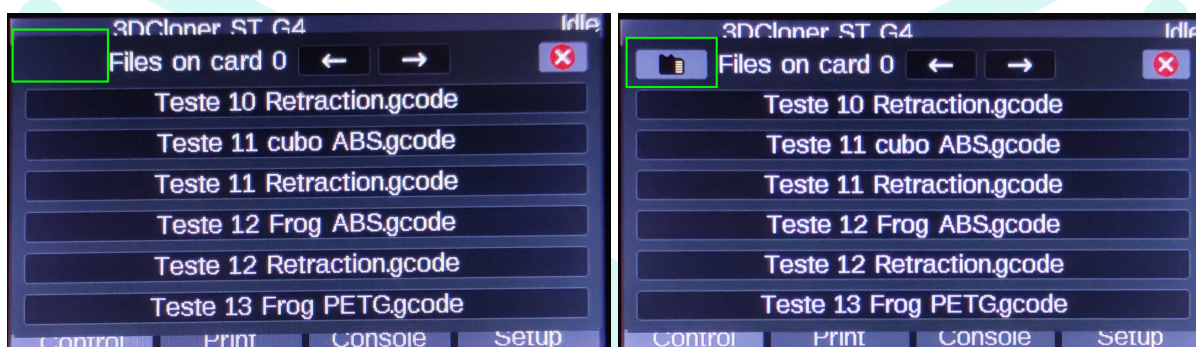 3DCloner ST G4 Idle
Files on card 0 ← →
Teste 10 Retraction.gcode
Teste 11 cubo ABS.gcode
Teste 11 Retraction.gcode
Teste 12 Frog ABS.gcode
Teste 12 Retraction.gcode
Teste 13 Frog PETG.gcode
Control Print Console Setup
3DCloner ST G4 Idle
Files on card 0 ← →
Teste 10 Retraction.gcode
Teste 11 cubo ABS.gcode
Teste 11 Retraction.gcode
Teste 12 Frog ABS.gcode
Teste 12 Retraction.gcode
Teste 13 Frog PETG.gcode
Control Print Console Setup